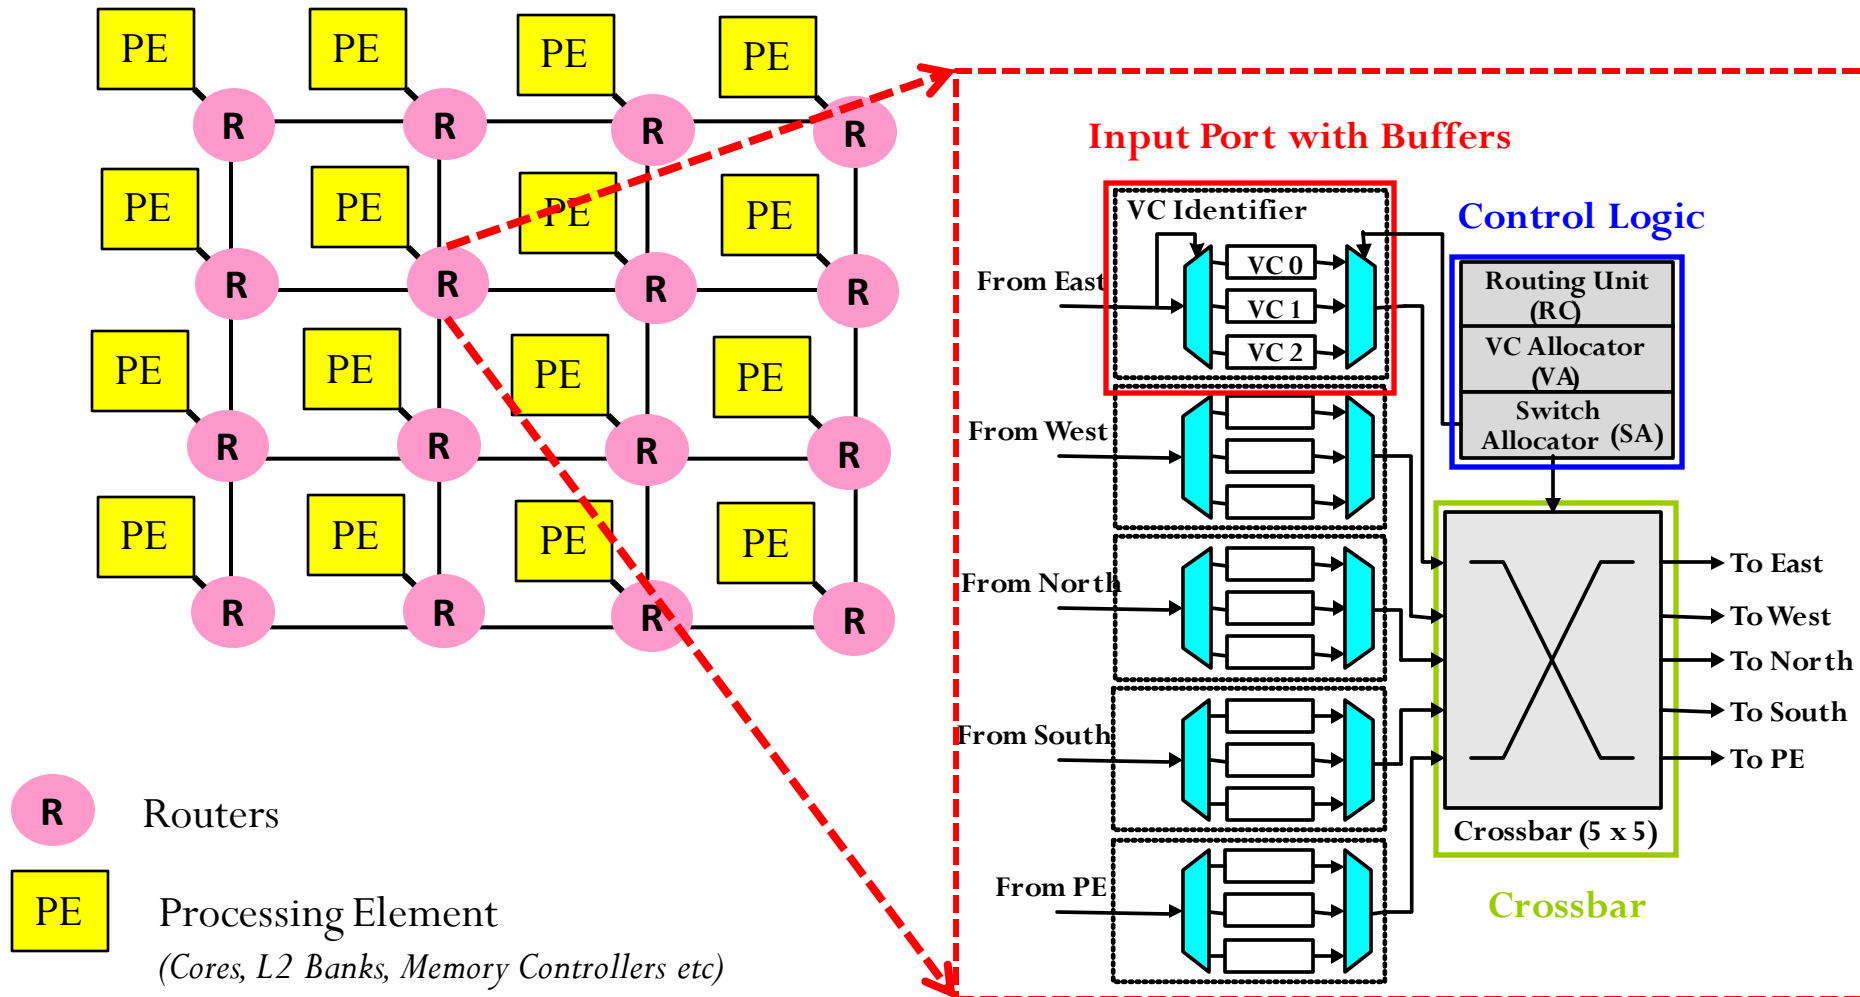 PE PE PE PE
R R R R
PE PE PE PE
R R R R
PE PE PE PE
R R R R
PE PE PE PE
R R R R
R Routers
PE Processing Element
(Cores, L2 Banks, Memory Controllers etc)
Input Port with Buffers
VC Identifier
From East
VC 0
VC 1
VC 2
From West
From North
From South
From PE
Control Logic
Routing Unit
(RC)
VC Allocator
(VA)
Switch
Allocator (SA)
To East
To West
To North
To South
To PE
Crossbar (5 x 5)
Crossbar